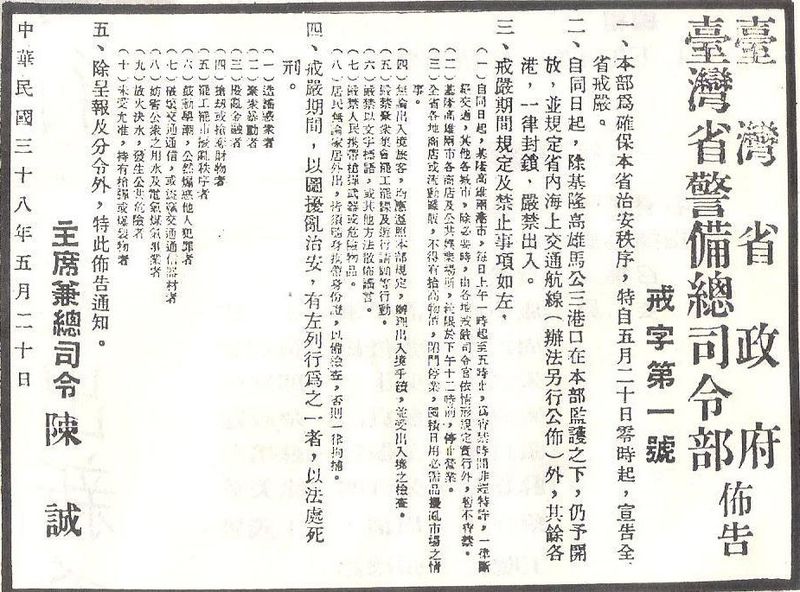 臺灣省政府
臺灣省警備總司令部
佈告
戒字第一號
一、本部為確保本省治安秩序，特自五月二十日零時起，宣告全
省戒嚴。
二、自同日起，除基隆高雄馬公三港口在本部監護之下，仍予開
放，並規定省內海上交通航線（辦法另行公佈）外，其餘各
港，一律封鎖，嚴禁出入。
三、戒嚴期間規定及禁止事項如左、
（一）自同日起，基隆高雄兩港市，每日上午一時起至五時止，為宵禁時間非經特許，一律斷
絕交通，其他各城市，除必要時，由各地戒嚴司令官依情形規定實行外，暫不宵禁。
（二）基隆高雄兩市各商店及公共娛樂場所，統限於下午十二時前，停止營業。
（三）全省各地商店或流動攤販，不得有抬高物價，閉門停業，囤積日用必需品擾亂市場之情
事。
（四）無論出入境旅客，均應遵照本部規定，辦理出入境手續，並受出入境之檢查。
（五）嚴禁聚眾集會罷工罷課及遊行請願等行動。
（六）嚴禁以文字標語，或其他方法散佈謠言。
（七）嚴禁人民攜帶槍彈武器或危險物品。
（八）居民無論家居外出，皆須隨身攜帶身份證，以備檢查，否則一律拘捕。
四、戒嚴期間，以圖擾亂治安，有左列行為之一者，以法處死
刑。
（一）造謠惑眾者
（二）聚眾暴動者
（三）擾亂金融者
（四）搶劫或搶奪財物者
（五）罷工罷市擾亂秩序者
（六）鼓動學潮，公然煽惑他人犯罪者
（七）破壞交通通信，或盜竊交通通信器材者
（八）妨害公眾之用水及電氣煤氣事業者
（九）放火決水，發生公共危險者
（十）未受允准，持有槍彈或爆裂物者
五、除呈報及分令外，特此佈告通知。
主席兼總司令 陳 誠
中華民國三十八年五月二十日